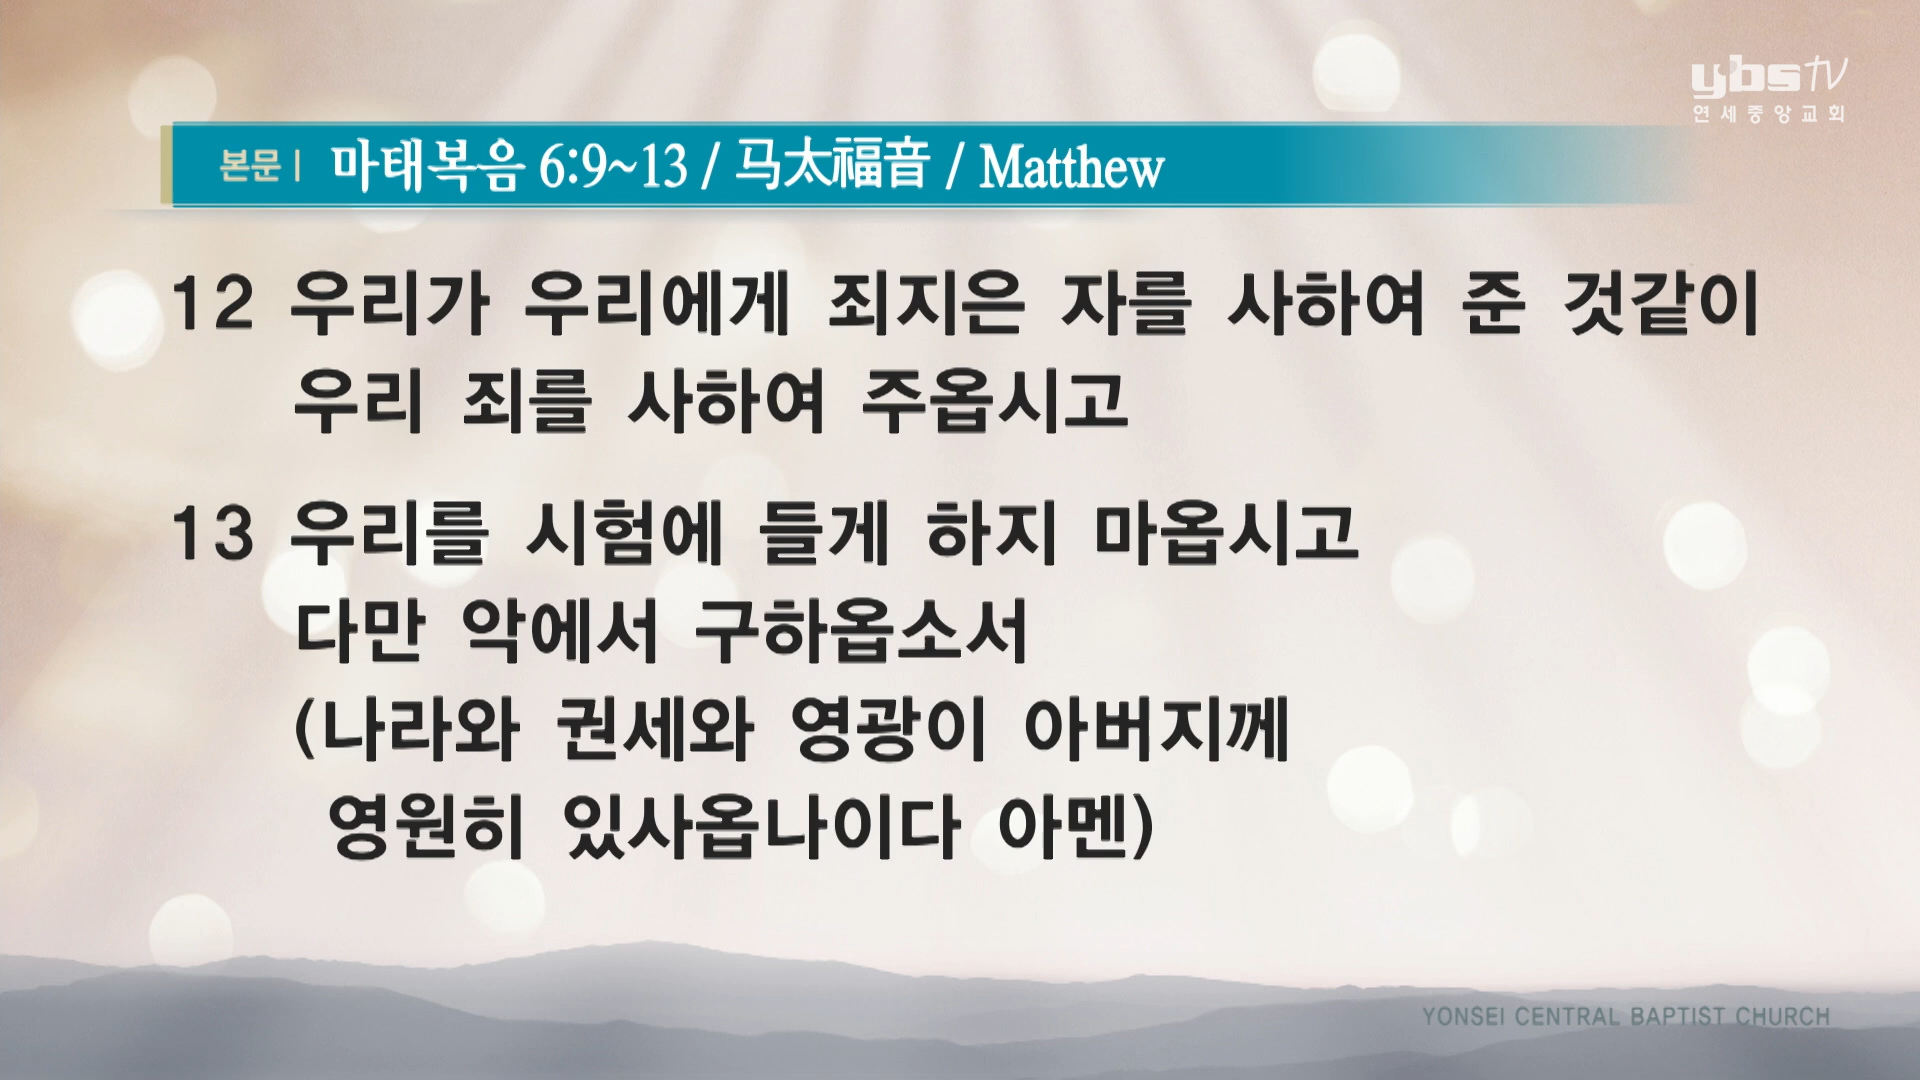 ybs TV
연세중앙교회
본문 | 마태복음 6:9~13 / 马太福音 / Matthew
12 우리가 우리에게 죄지은 자를 사하여 준 것같이
우리 죄를 사하여 주옵시고
13 우리를 시험에 들게 하지 마옵시고
다만 악에서 구하옵소서
(나라와 권세와 영광이 아버지께
영원히 있사옵나이다 아멘)
YONSEI CENTRAL BAPTIST CHURCH